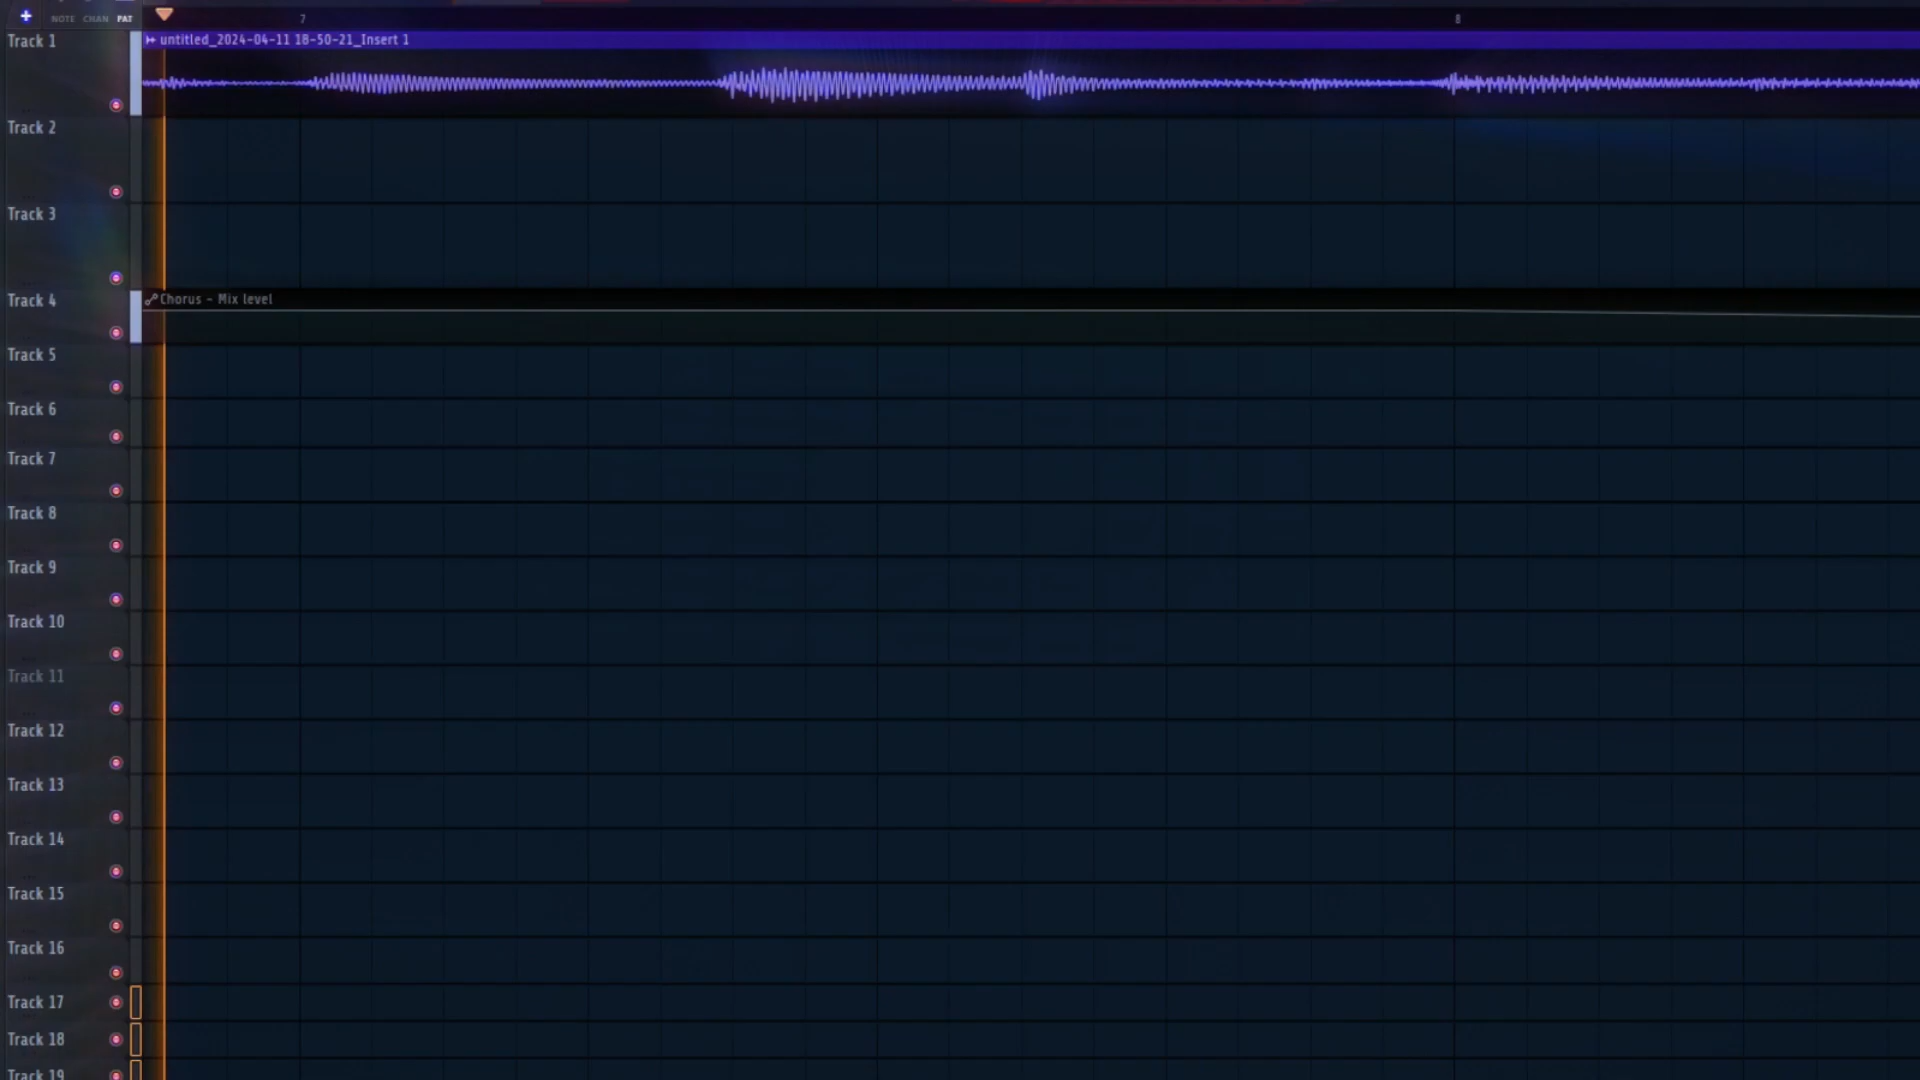 NOTE CHAN PAT
7 8
Track 1
untitled_2024-04-11 18-50-21_Insert 1
Track 2
Track 3
Track 4
Chorus - Mix level
Track 5
Track 6
Track 7
Track 8
Track 9
Track 10
Track 11
Track 12
Track 13
Track 14
Track 15
Track 16
Track 17
Track 18
Track 19